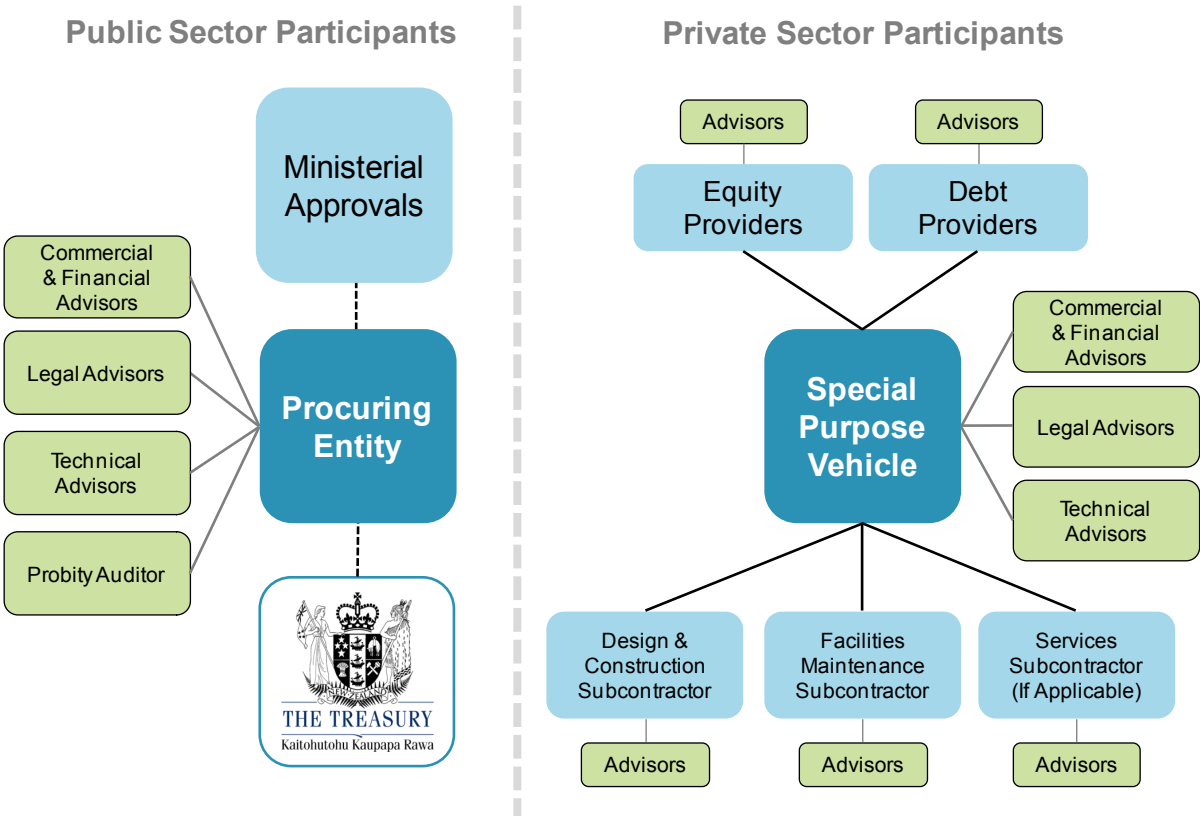 Public Sector Participants
Ministerial
Approvals
Commercial
& Financial
Advisors
Legal Advisors
Technical
Advisors
Probity Auditor
Procuring
Entity
NEW ZEALAND
THE TREASURY
Kaitohutohu Kaupapa Rawa
Private Sector Participants
Advisors
Advisors
Equity
Providers
Debt
Providers
Special
Purpose
Vehicle
Commercial
& Financial
Advisors
Legal Advisors
Technical
Advisors
Design &
Construction
Subcontractor
Facilities
Maintenance
Subcontractor
Services
Subcontractor
(If Applicable)
Advisors
Advisors
Advisors